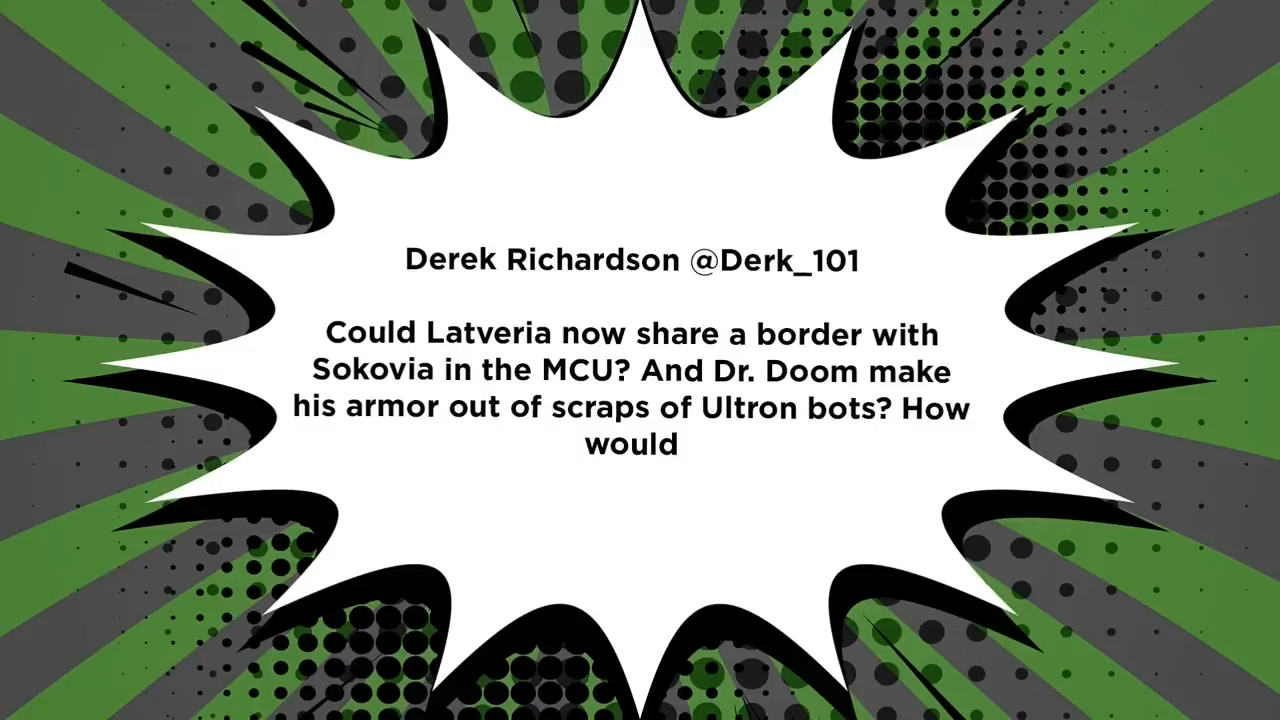 Derek Richardson @Derk_101
Could Latveria now share a border with
Sokovia in the MCU? And Dr. Doom make
his armor out of scraps of Ultron bots? How
would